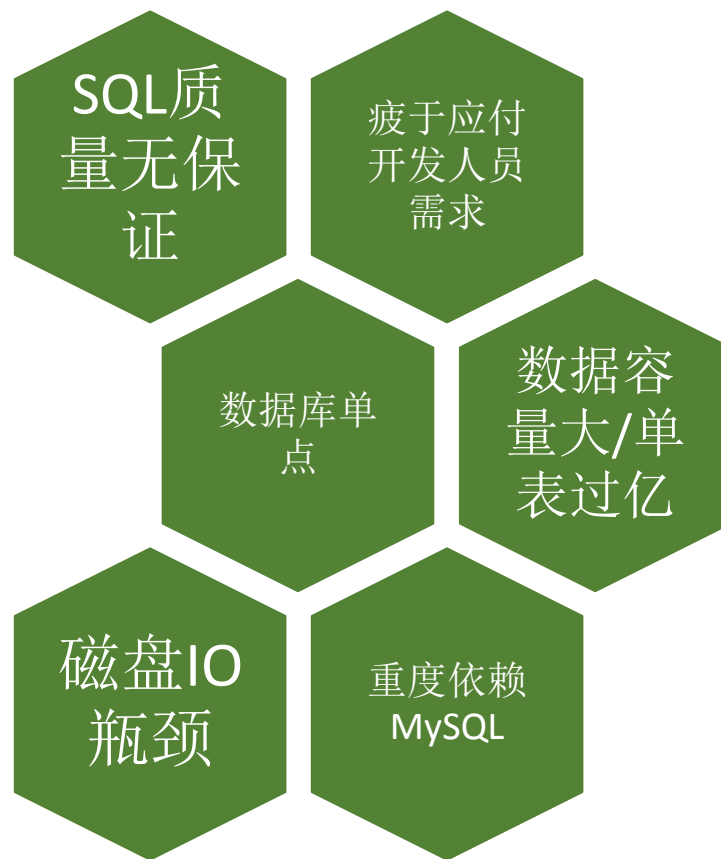 SQL质
量无保
证
疲于应付
开发人员
需求
数据库单
点
数据容
量大/单
表过亿
磁盘IO
瓶颈
重度依赖
MySQL